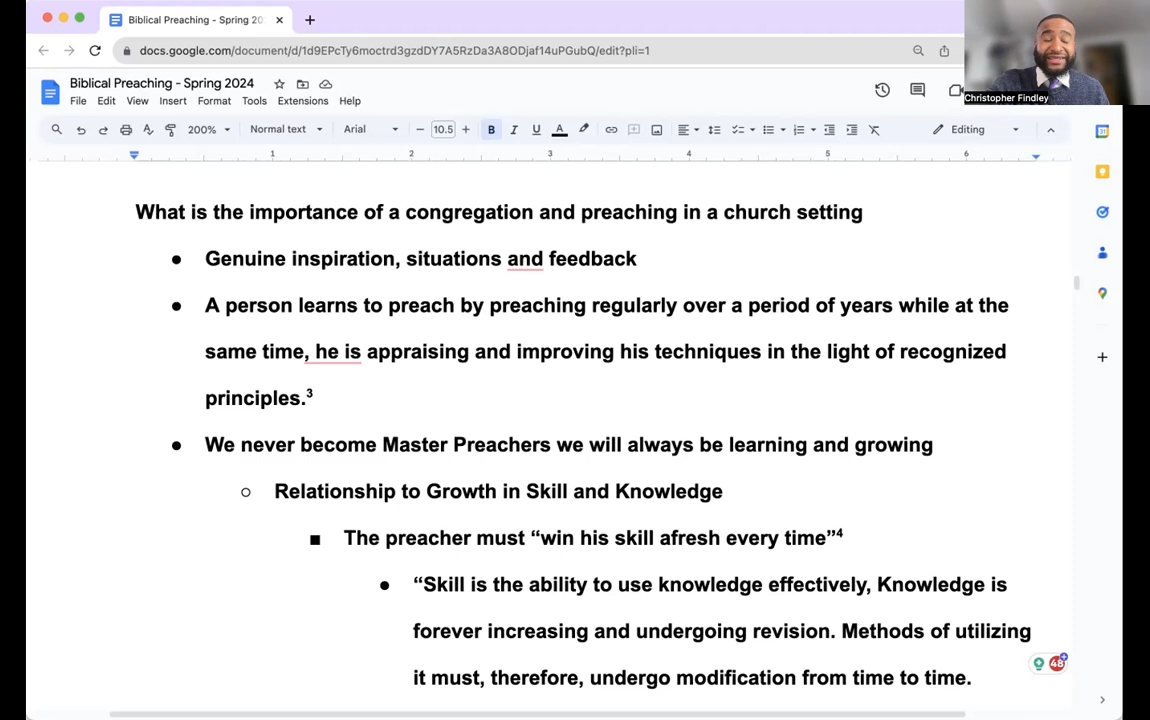 Biblical Preaching - Spring 20
docs.google.com/document/d/1d9EPcTy6moctrd3gzdDY7A5RzDa3A8ODjaf14uPGubQ/edit?pli=1
Christopher Findley
Biblical Preaching - Spring 2024
File Edit View Insert Format Tools Extensions Help
200% Normal text Arial 10.5 B I U A Editing
1 2 3 4 5 6
What is the importance of a congregation and preaching in a church setting
● Genuine inspiration, situations and feedback
● A person learns to preach by preaching regularly over a period of years while at the
same time, he is appraising and improving his techniques in the light of recognized
principles.³
● We never become Master Preachers we will always be learning and growing
○ Relationship to Growth in Skill and Knowledge
■ The preacher must “win his skill afresh every time”⁴
● “Skill is the ability to use knowledge effectively, Knowledge is
forever increasing and undergoing revision. Methods of utilizing
it must, therefore, undergo modification from time to time.
48